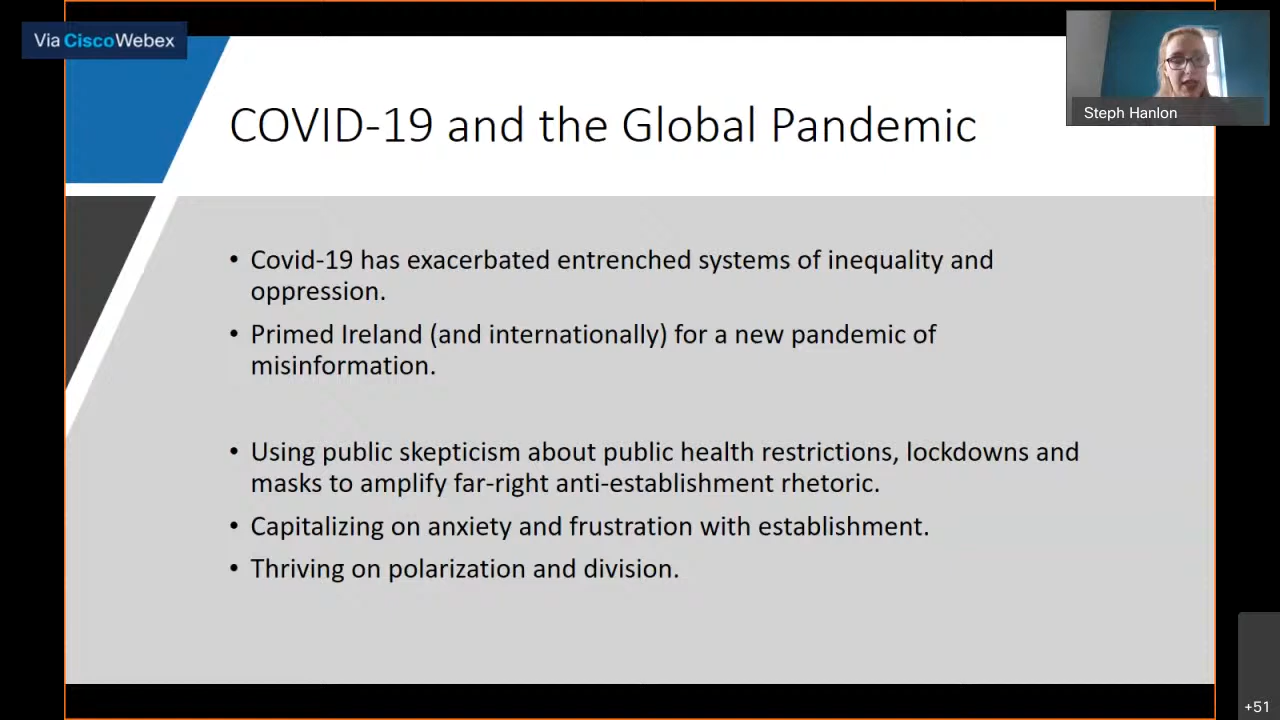 Via Cisco Webex
Steph Hanlon
COVID-19 and the Global Pandemic
• Covid-19 has exacerbated entrenched systems of inequality and
oppression.
• Primed Ireland (and internationally) for a new pandemic of
misinformation.
• Using public skepticism about public health restrictions, lockdowns and
masks to amplify far-right anti-establishment rhetoric.
• Capitalizing on anxiety and frustration with establishment.
• Thriving on polarization and division.
+51